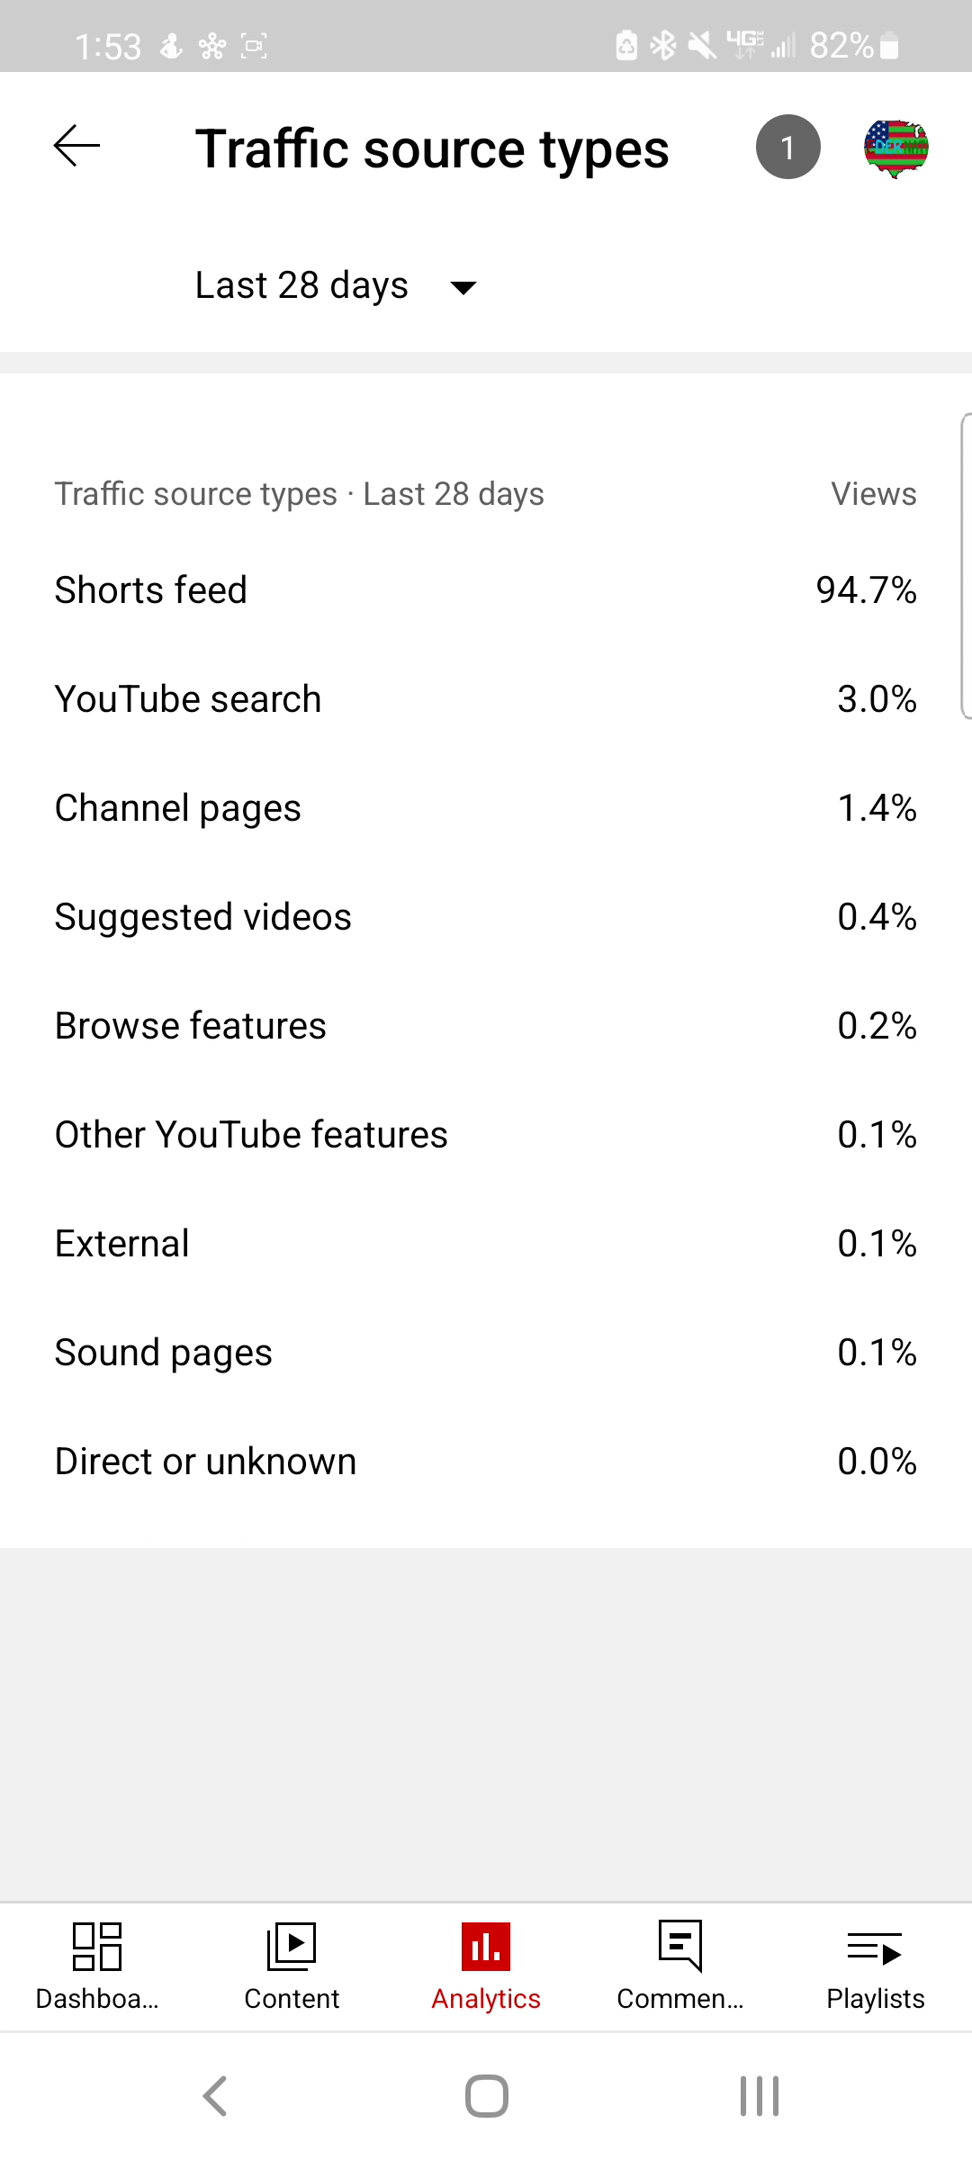 1:53 4GE 82%
Traffic source types 1
Last 28 days
Traffic source types · Last 28 days Views
Shorts feed 94.7%
YouTube search 3.0%
Channel pages 1.4%
Suggested videos 0.4%
Browse features 0.2%
Other YouTube features 0.1%
External 0.1%
Sound pages 0.1%
Direct or unknown 0.0%
Dashboa... Content Analytics Commen... Playlists